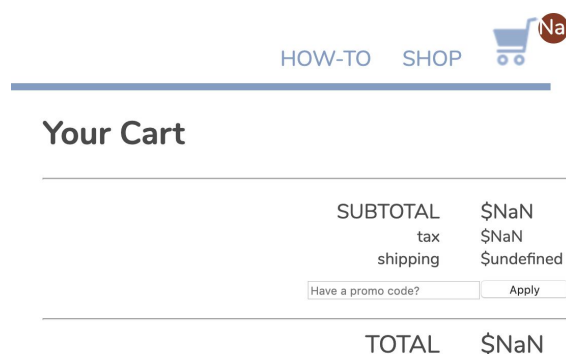 Na
HOW-TO SHOP
Your Cart
SUBTOTAL $NaN
tax $NaN
shipping $undefined
Have a promo code? Apply
TOTAL $NaN